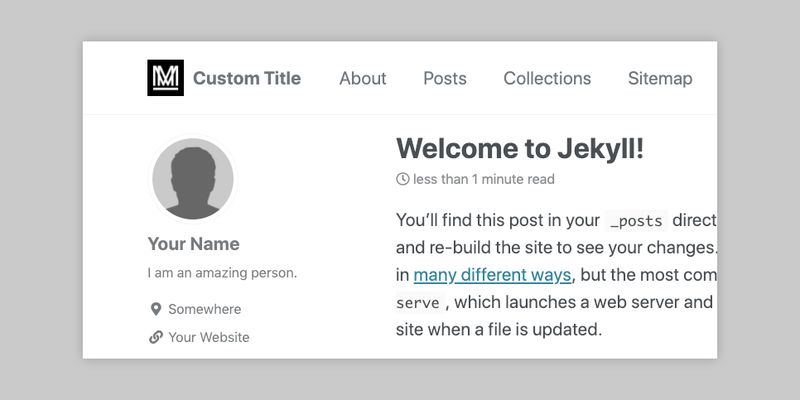 Custom Title About Posts Collections Sitemap
Your Name
I am an amazing person.
Somewhere
Your Website
Welcome to Jekyll!
less than 1 minute read
You’ll find this post in your _posts direct
and re-build the site to see your changes.
in many different ways, but the most com
serve , which launches a web server and
site when a file is updated.